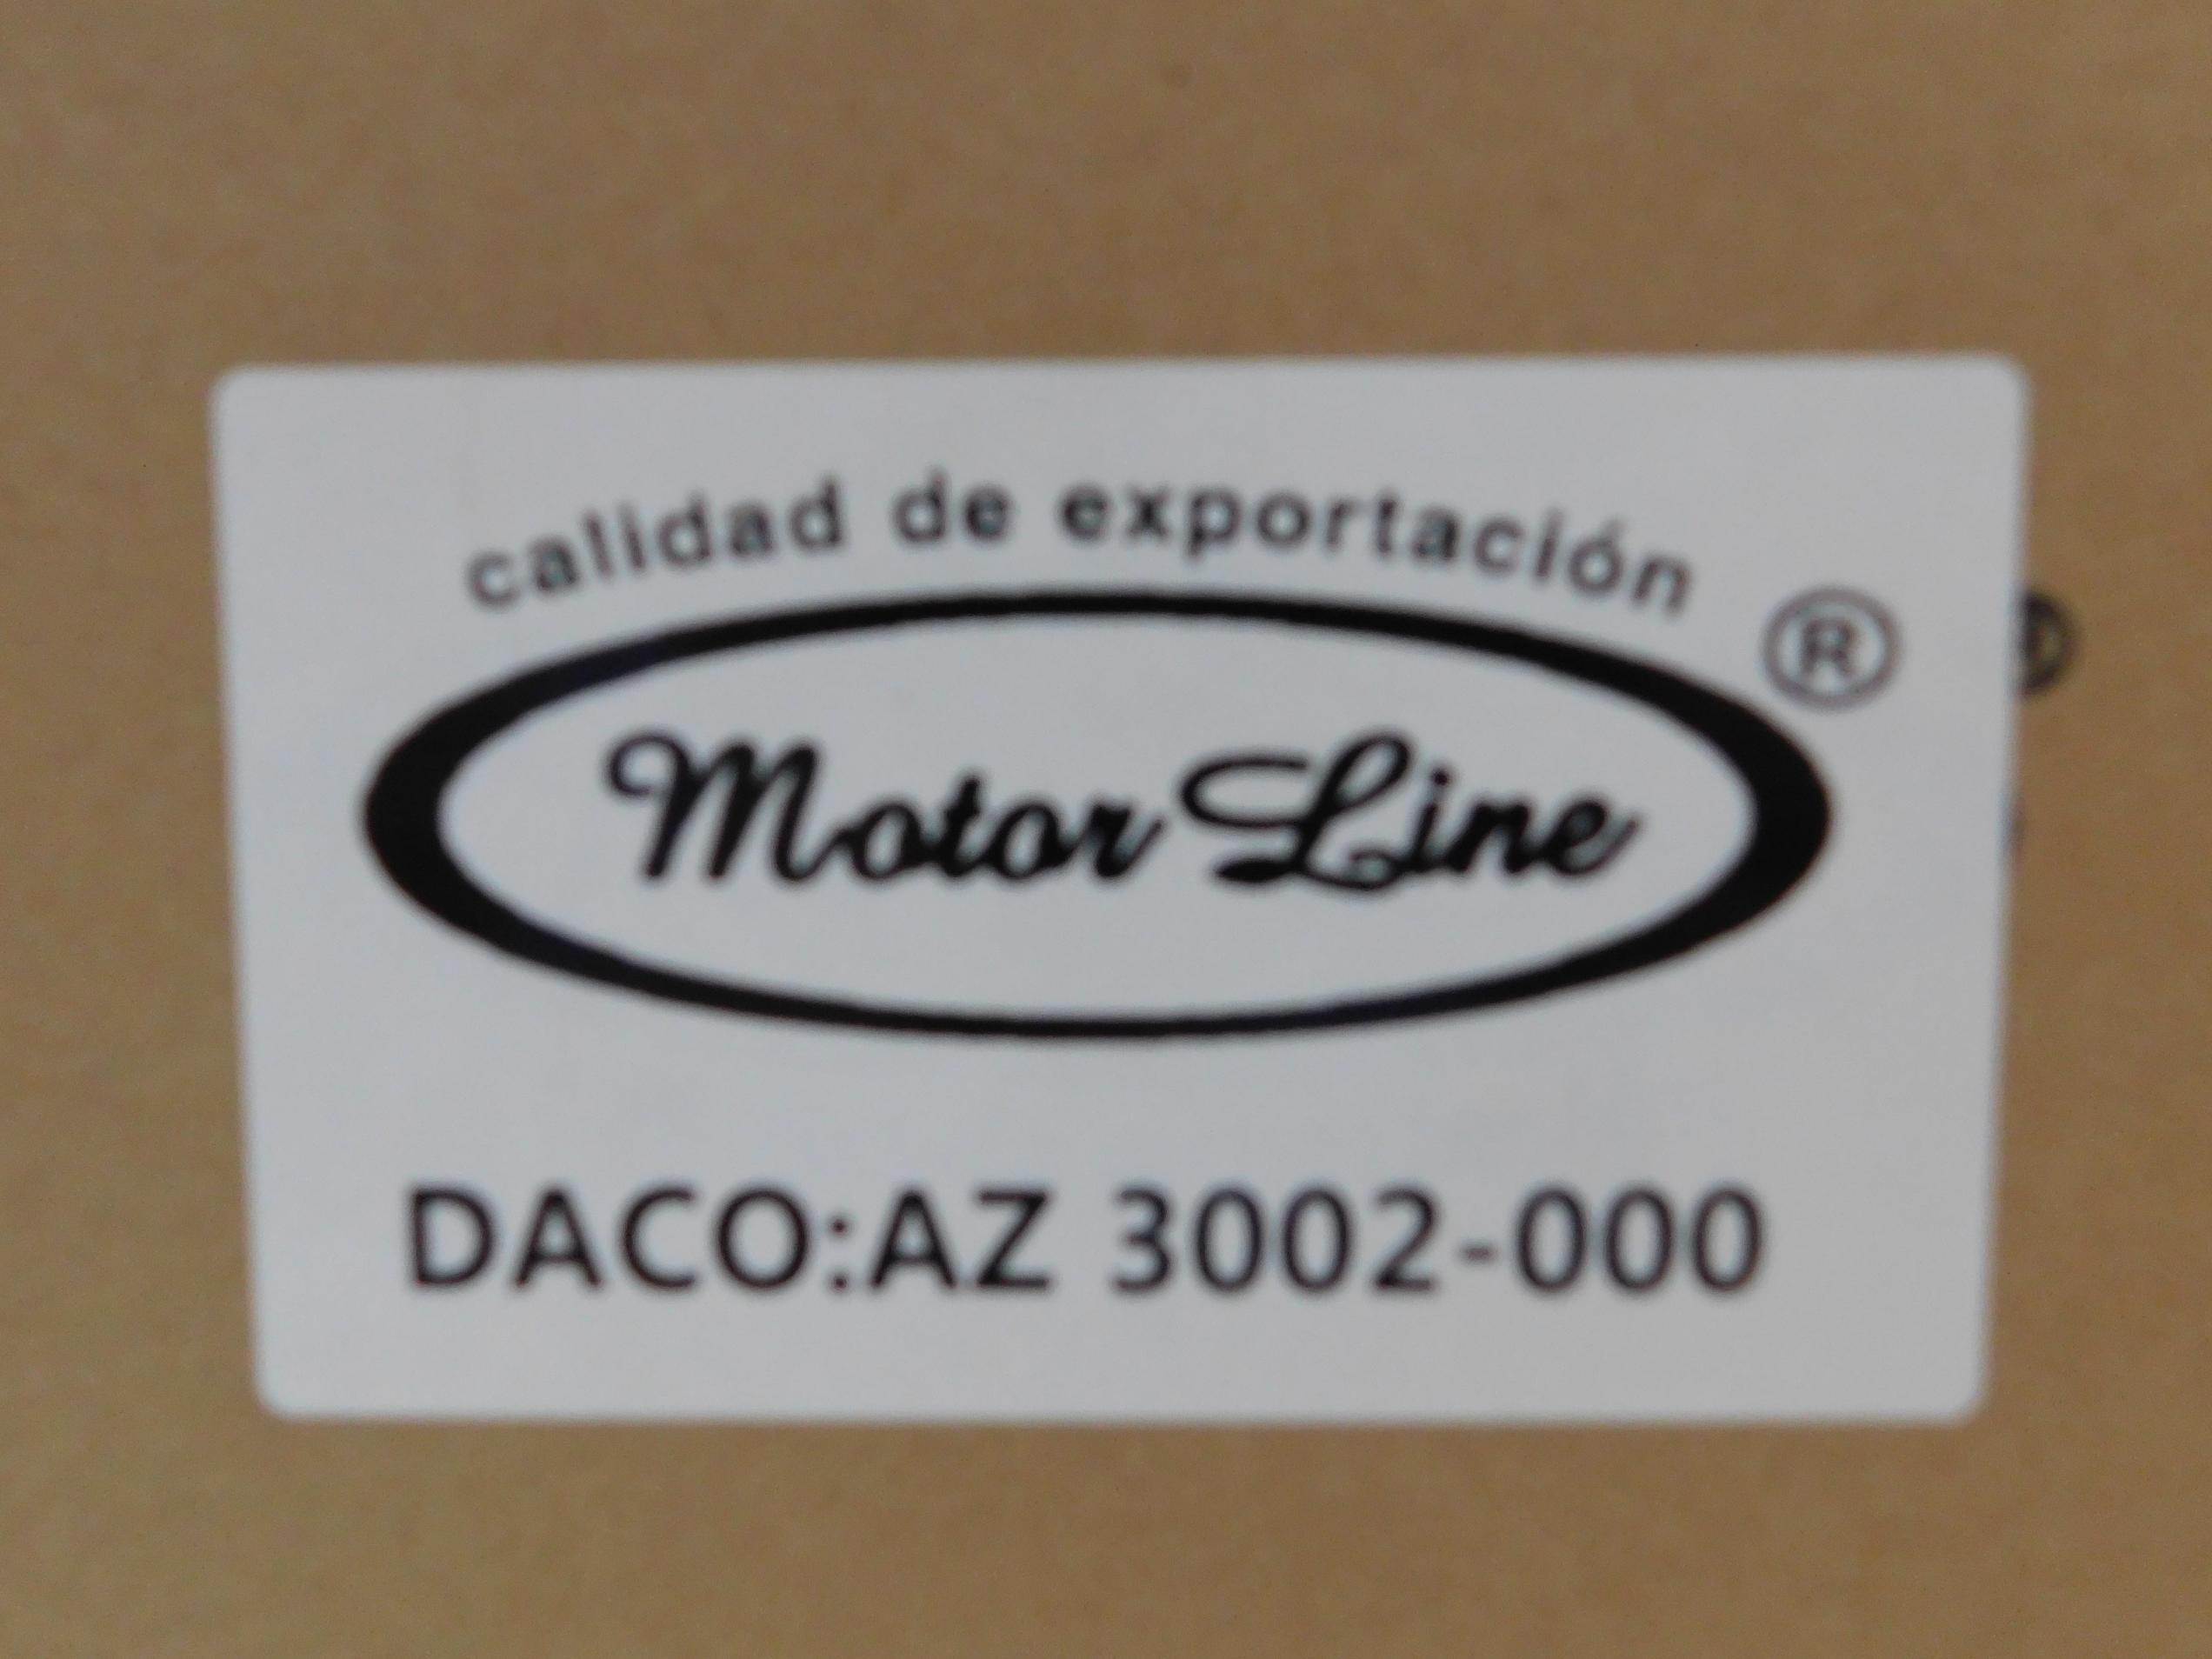 calidad de exportación
®
Motor Line
DACO:AZ 3002-000